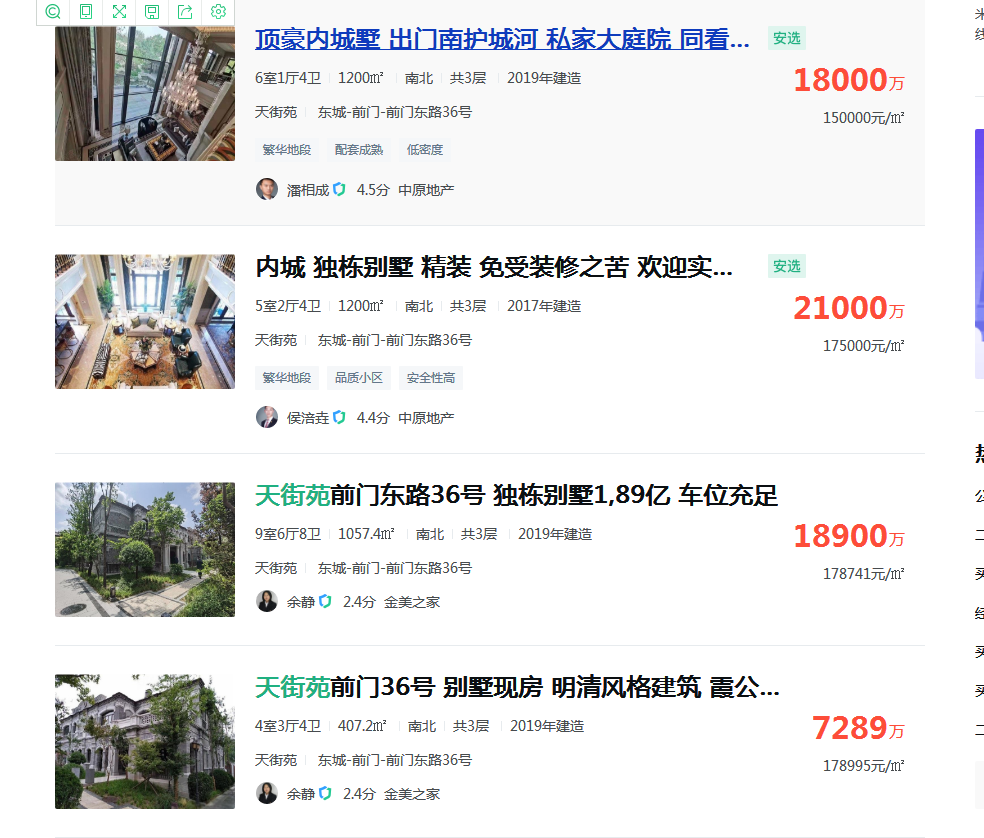 顶豪内城墅 出门南护城河 私家大庭院 同看... 安选
6室1厅4卫 1200㎡ 南北 共3层 2019年建造
18000万
天街苑 东城-前门-前门东路36号
150000元/㎡
繁华地段 配套成熟 低密度
潘相成 4.5分 中原地产
内城 独栋别墅 精装 免受装修之苦 欢迎实... 安选
5室2厅4卫 1200㎡ 南北 共3层 2017年建造
21000万
天街苑 东城-前门-前门东路36号
175000元/㎡
繁华地段 品质小区 安全性高
侯涪垚 4.4分 中原地产
天街苑前门东路36号 独栋别墅1,89亿 车位充足
9室6厅8卫 1057.4㎡ 南北 共3层 2019年建造
18900万
天街苑 东城-前门-前门东路36号
178741元/㎡
余静 2.4分 金美之家
天街苑前门36号 别墅现房 明清风格建筑 霞公...
4室3厅4卫 407.2㎡ 南北 共3层 2019年建造
7289万
天街苑 东城-前门-前门东路36号
178995元/㎡
余静 2.4分 金美之家